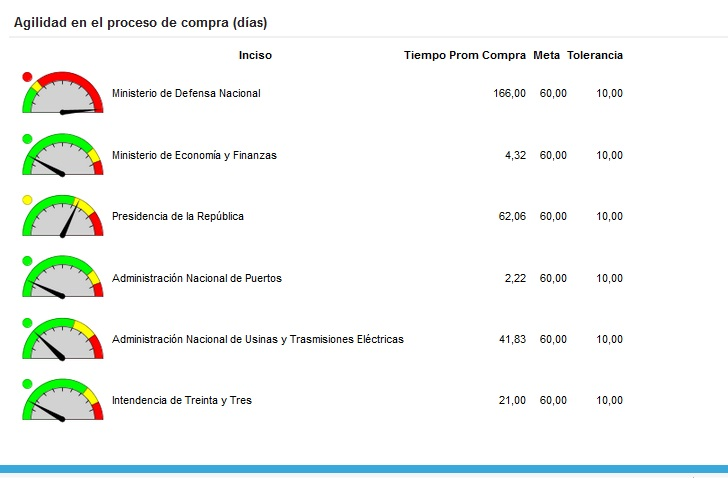 Agilidad en el proceso de compra (días)
Inciso Tiempo Prom Compra Meta Tolerancia
Ministerio de Defensa Nacional 166,00 60,00 10,00
Ministerio de Economía y Finanzas 4,32 60,00 10,00
Presidencia de la República 62,06 60,00 10,00
Administración Nacional de Puertos 2,22 60,00 10,00
Administración Nacional de Usinas y Trasmisiones Eléctricas 41,83 60,00 10,00
Intendencia de Treinta y Tres 21,00 60,00 10,00